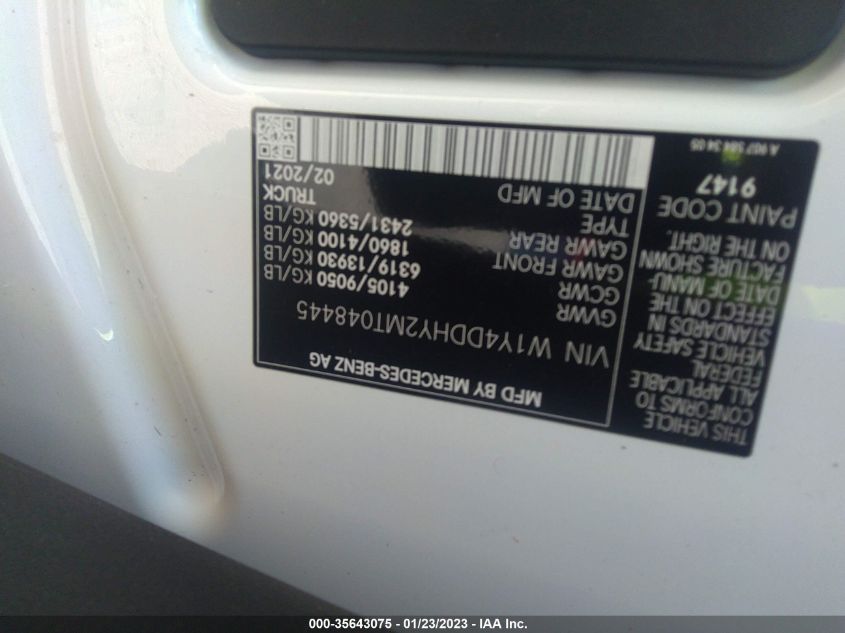 MFD BY MERCEDES-BENZ AG
VIN W1Y4DDHY2MT048445
GVWR 4105/9050 KG/LB
GCWR 6319/13930 KG/LB
GAWR FRONT 1860/4100 KG/LB
GAWR REAR 2431/5360 KG/LB
TYPE TRUCK
DATE OF MFD 02/2021
THIS VEHICLE
CONFORMS TO
ALL APPLICABLE
FEDERAL
VEHICLE SAFETY
STANDARDS IN
EFFECT ON THE
DATE OF MANU-
FACTURE SHOWN
ON THE RIGHT.
PAINT CODE
9147
A 907 584 34 05
000-35643075 - 01/23/2023 - IAA Inc.